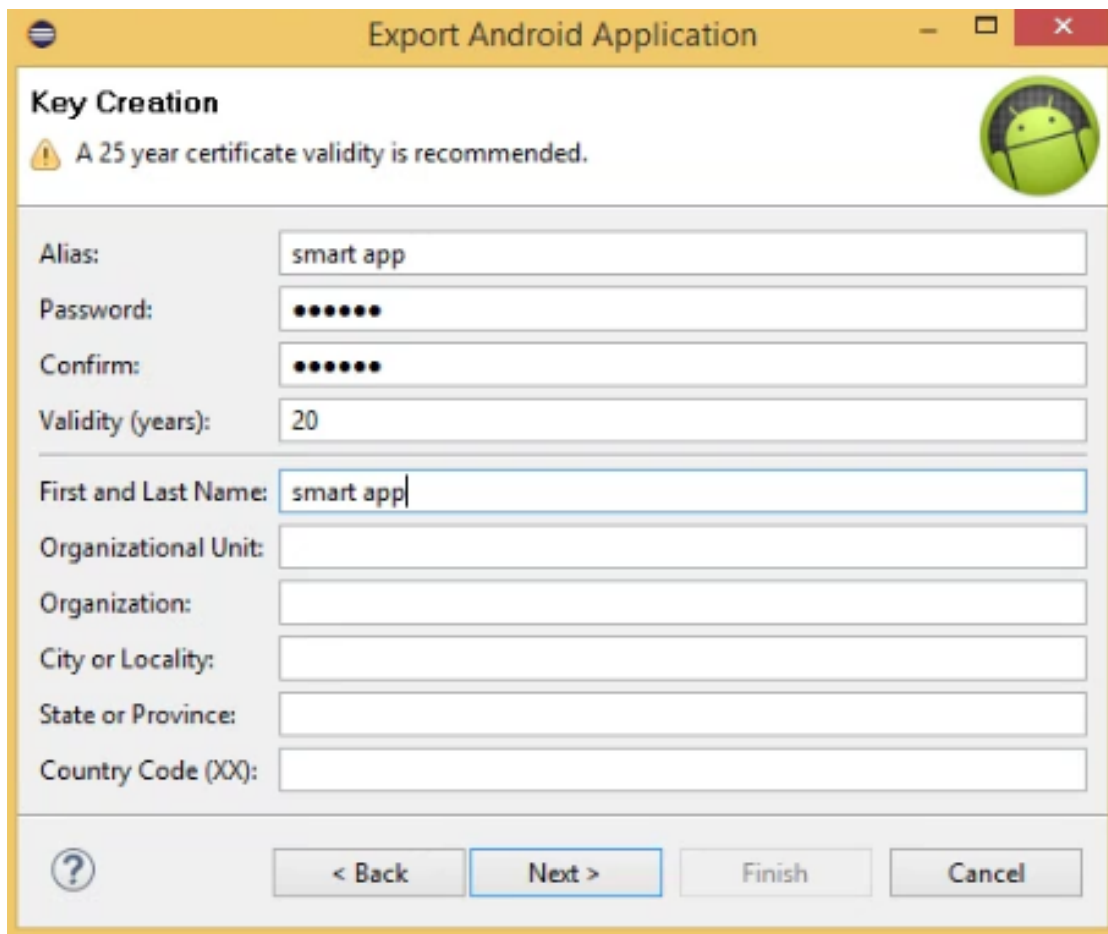 Export Android Application
Key Creation
A 25 year certificate validity is recommended.
Alias: smart app
Password: ●●●●●●
Confirm: ●●●●●●
Validity (years): 20
First and Last Name: smart app
Organizational Unit:
Organization:
City or Locality:
State or Province:
Country Code (XX):
? < Back Next > Finish Cancel